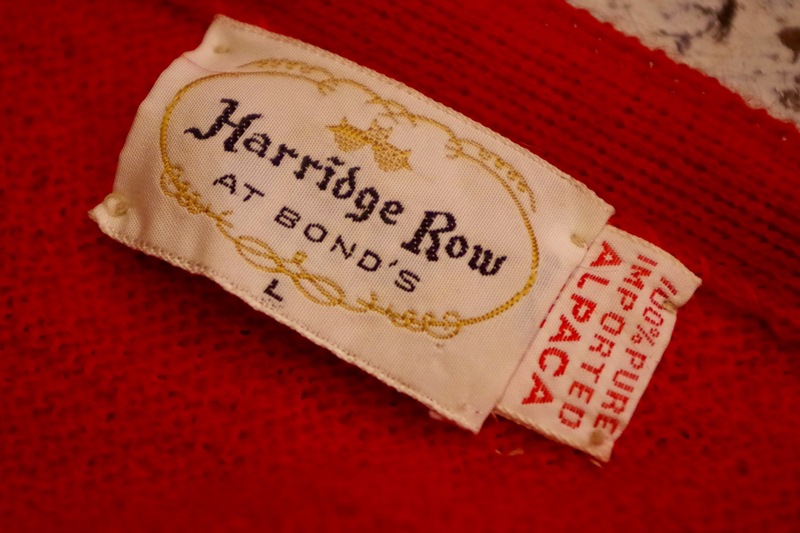 Harridge Row
AT BOND'S
L
100% PURE
IMPORTED
ALPACA